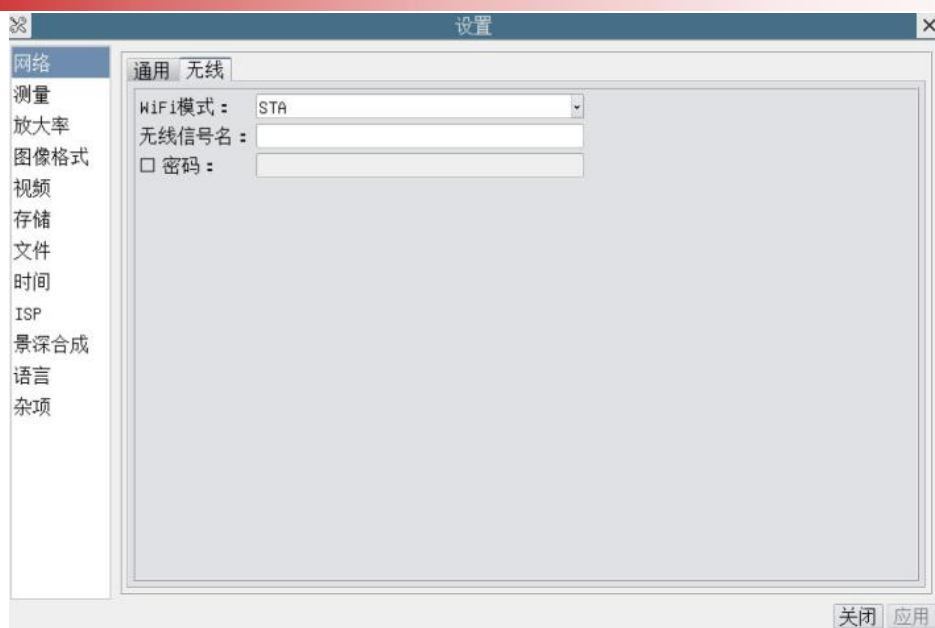 设置
网络
测量
放大率
图像格式
视频
存储
文件
时间
ISP
景深合成
语言
杂项
通用 无线
WiFi模式： STA
无线信号名：
密码：
关闭 应用